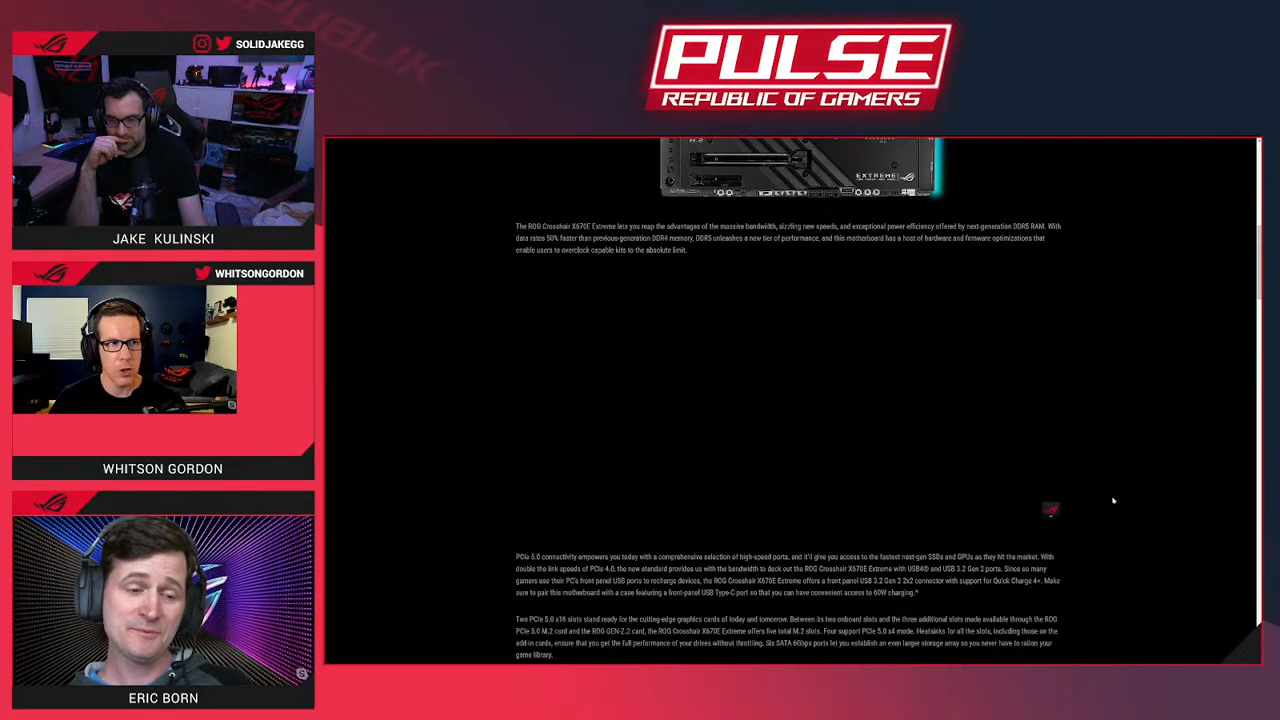 SOLIDJAKEGG
JAKE KULINSKI
WHITSONGORDON
WHITSON GORDON
ERIC BORN
PULSE
REPUBLIC OF GAMERS
M.2
EXTREME
The ROG Crosshair X670E Extreme lets you reap the advantages of the massive bandwidth, sizzling new speeds, and exceptional power efficiency offered by next-generation DDR5 RAM. With
data rates 50% faster than previous-generation DDR4 memory, DDR5 unleashes a new tier of performance, and this motherboard has a host of hardware and firmware optimizations that
enable users to overclock capable kits to the absolute limit.
PCIe 5.0 connectivity empowers you today with a comprehensive selection of high-speed ports, and it'll give you access to the fastest next-gen SSDs and GPUs as they hit the market. With
double the link speeds of PCIe 4.0, the new standard provides us with the bandwidth to deck out the ROG Crosshair X670E Extreme with USB4® and USB 3.2 Gen 2 ports. Since so many
gamers use their PC's front panel USB ports to recharge devices, the ROG Crosshair X670E Extreme offers a front panel USB 3.2 Gen 2 2x2 connector with support for Quick Charge 4+. Make
sure to pair this motherboard with a case featuring a front-panel USB Type-C port so that you can have convenient access to 60W charging.*
Two PCIe 5.0 x16 slots stand ready for the cutting-edge graphics cards of today and tomorrow. Between its two onboard slots and the three additional slots made available through the ROG
PCIe 5.0 M.2 card and the ROG GEN-Z.2 card, the ROG Crosshair X670E Extreme offers five total M.2 slots. Four support PCIe 5.0 x4 mode. Heatsinks for all the slots, including those on the
add-in cards, ensure that you get the full performance of your drives without throttling. Six SATA 6Gbps ports let you establish an even larger storage array so you never have to ration your
game library.